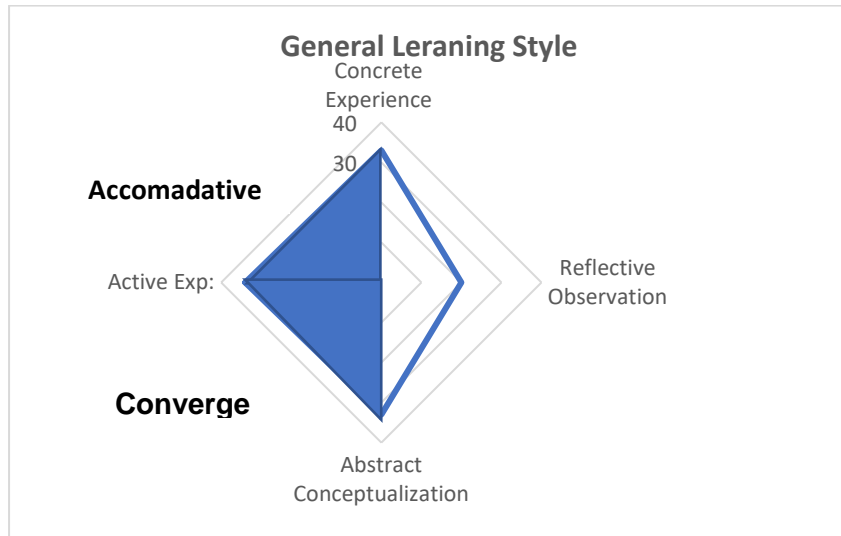 General Leraning Style
Concrete
Experience
40
30
Accomadative
Active Exp:
Reflective
Observation
Converge
Abstract
Conceptualization